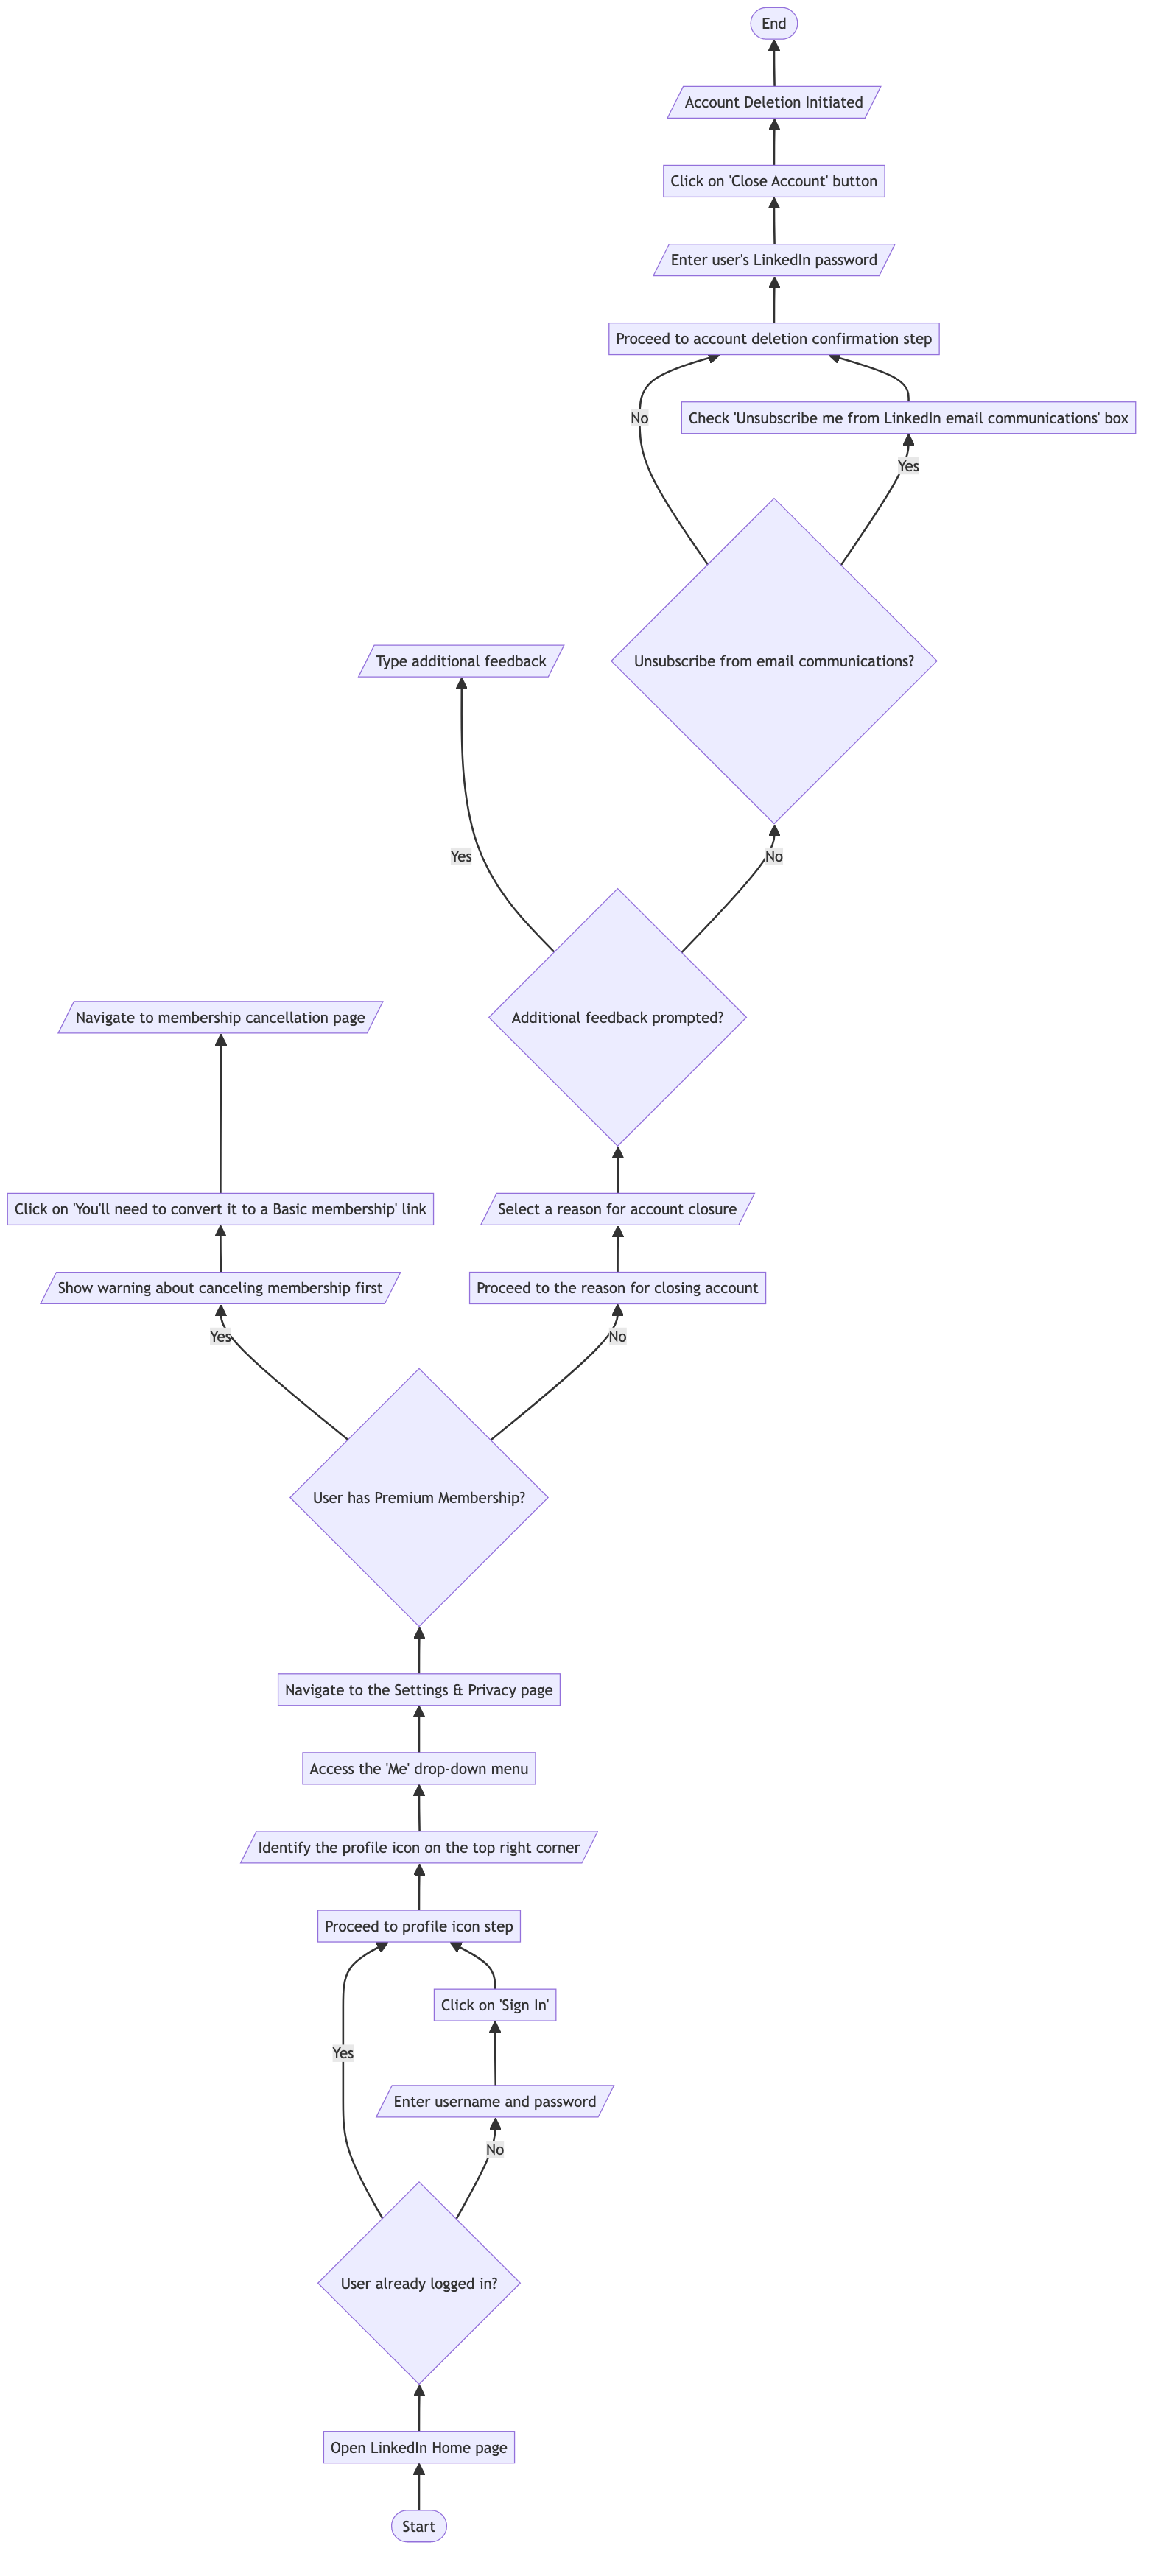 End
Account Deletion Initiated
Click on 'Close Account' button
Enter user's LinkedIn password
Proceed to account deletion confirmation step
No
Check 'Unsubscribe me from LinkedIn email communications' box
Yes
Type additional feedback
Unsubscribe from email communications?
Yes
No
Navigate to membership cancellation page
Additional feedback prompted?
Click on 'You'll need to convert it to a Basic membership' link
Select a reason for account closure
Show warning about canceling membership first
Proceed to the reason for closing account
Yes
No
User has Premium Membership?
Navigate to the Settings & Privacy page
Access the 'Me' drop-down menu
Identify the profile icon on the top right corner
Proceed to profile icon step
Click on 'Sign In'
Yes
Enter username and password
No
User already logged in?
Open LinkedIn Home page
Start